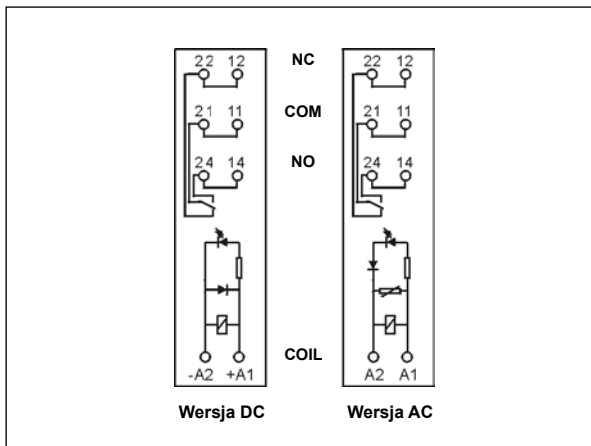 22 12 NC 22 12
21 11 COM 21 11
24 14 NO 24 14
-A2 +A1 COIL A2 A1
Wersja DC Wersja AC